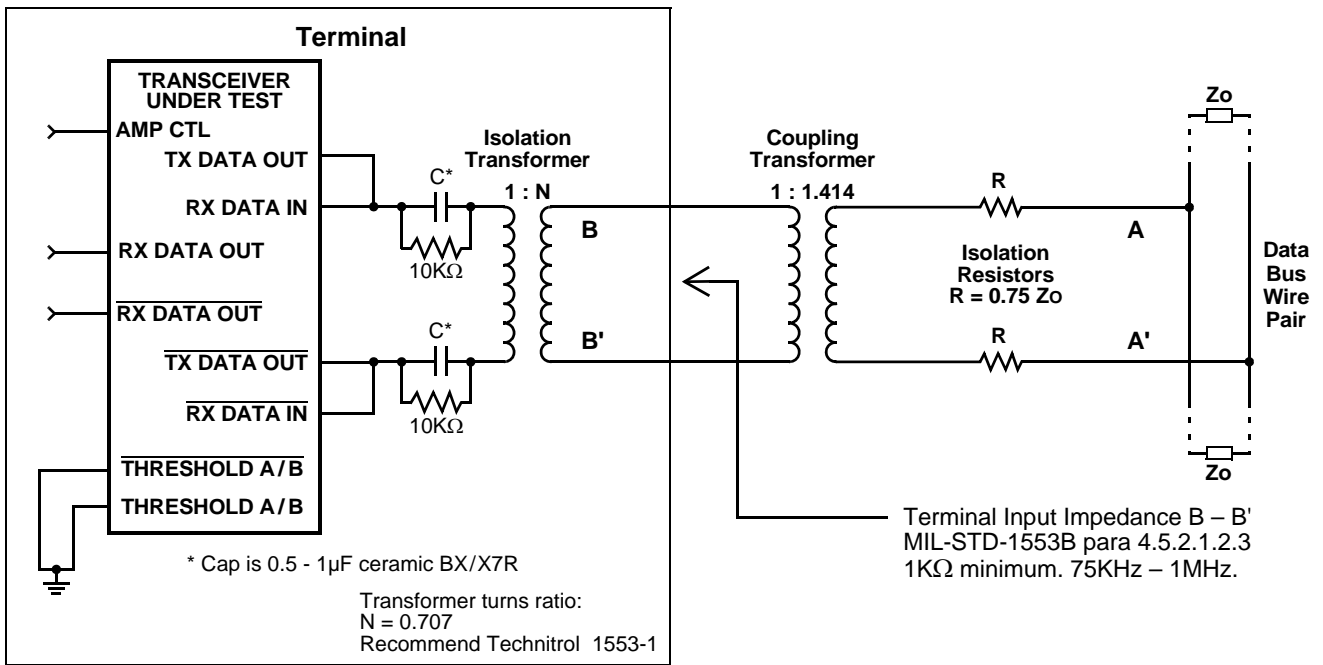 Terminal
TRANSCEIVER
UNDER TEST
AMP CTL
TX DATA OUT
RX DATA IN
RX DATA OUT
RX DATA OUT
TX DATA OUT
RX DATA IN
THRESHOLD A/B
THRESHOLD A/B
C*
10KΩ
C*
10KΩ
Isolation
Transformer
1 : N
B
B'
Coupling
Transformer
1 : 1.414
R
Isolation
Resistors
R = 0.75 Zo
R
A
A'
Zo
Data
Bus
Wire
Pair
Zo
* Cap is 0.5 - 1µF ceramic BX/X7R
Transformer turns ratio:
N = 0.707
Recommend Technitrol 1553-1
Terminal Input Impedance B – B'
MIL-STD-1553B para 4.5.2.1.2.3
1KΩ minimum. 75KHz – 1MHz.